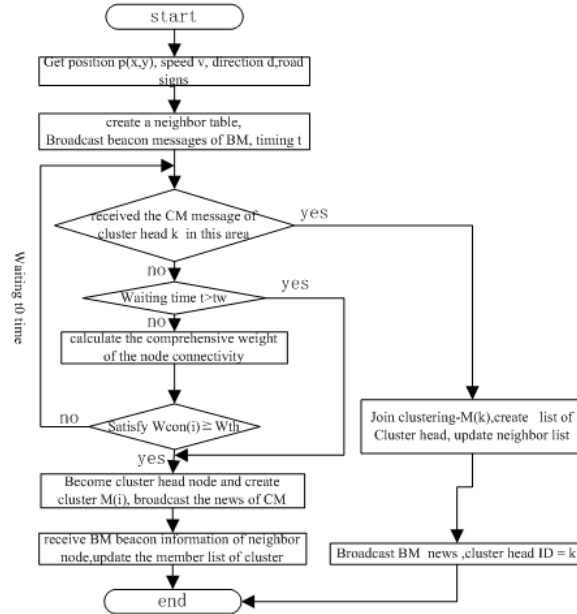 start
Get position p(x,y), speed v, direction d,road
signs
create a neighbor table,
Broadcast beacon messages of BM, timing t
received the CM message of
cluster head k in this area
yes
no
Waiting time t>tw
yes
no
Waiting t0 time
calculate the comprehensive weight
of the node connectivity
Satisfy Wcon(i)≧Wth
no
yes
Join clustering-M(k),create list of
Cluster head, update neighbor list
Become cluster head node and create
cluster M(i), broadcast the news of CM
receive BM beacon information of neighbor
node,update the member list of cluster
Broadcast BM news ,cluster head ID = k
end